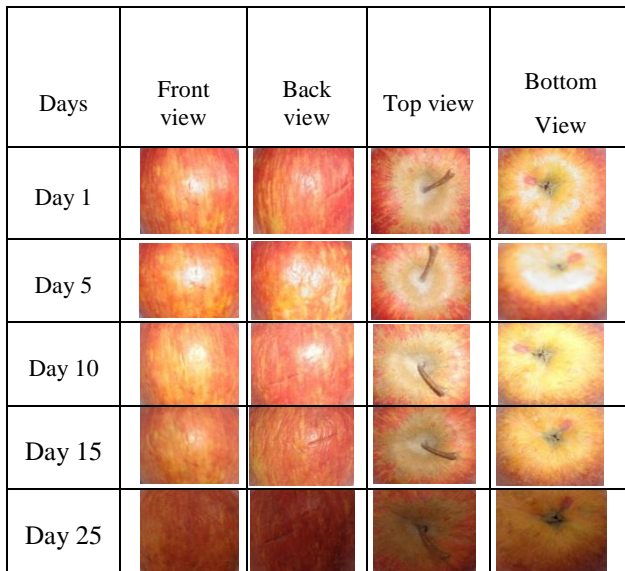 Days
Front
view
Back
view
Top view
Bottom
View
Day 1
Day 5
Day 10
Day 15
Day 25